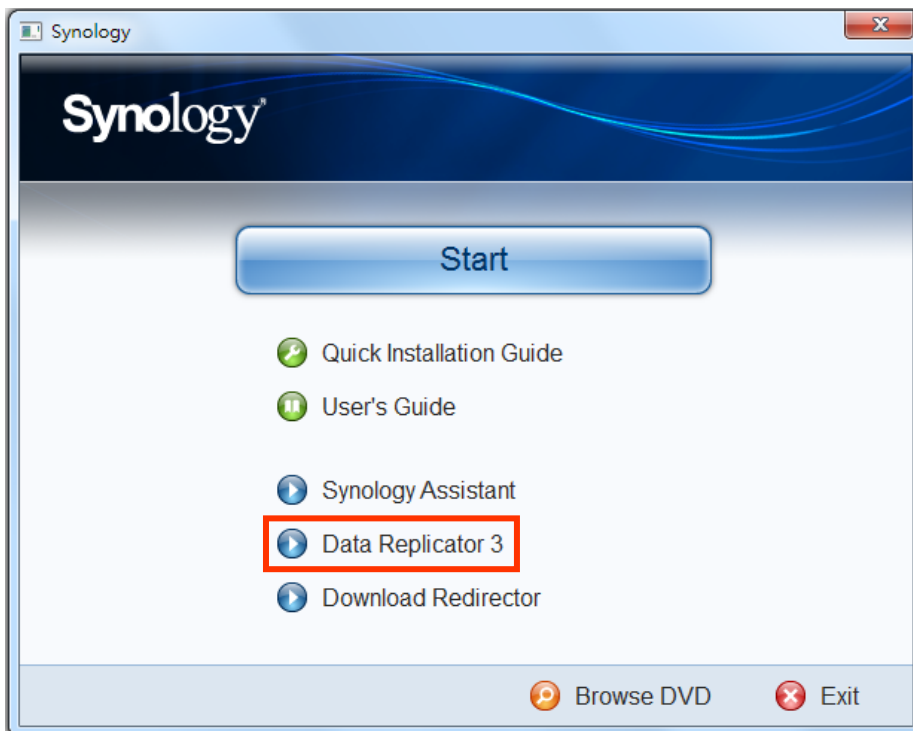 Synology
Synology®
Start
Quick Installation Guide
User's Guide
Synology Assistant
Data Replicator 3
Download Redirector
Browse DVD
Exit